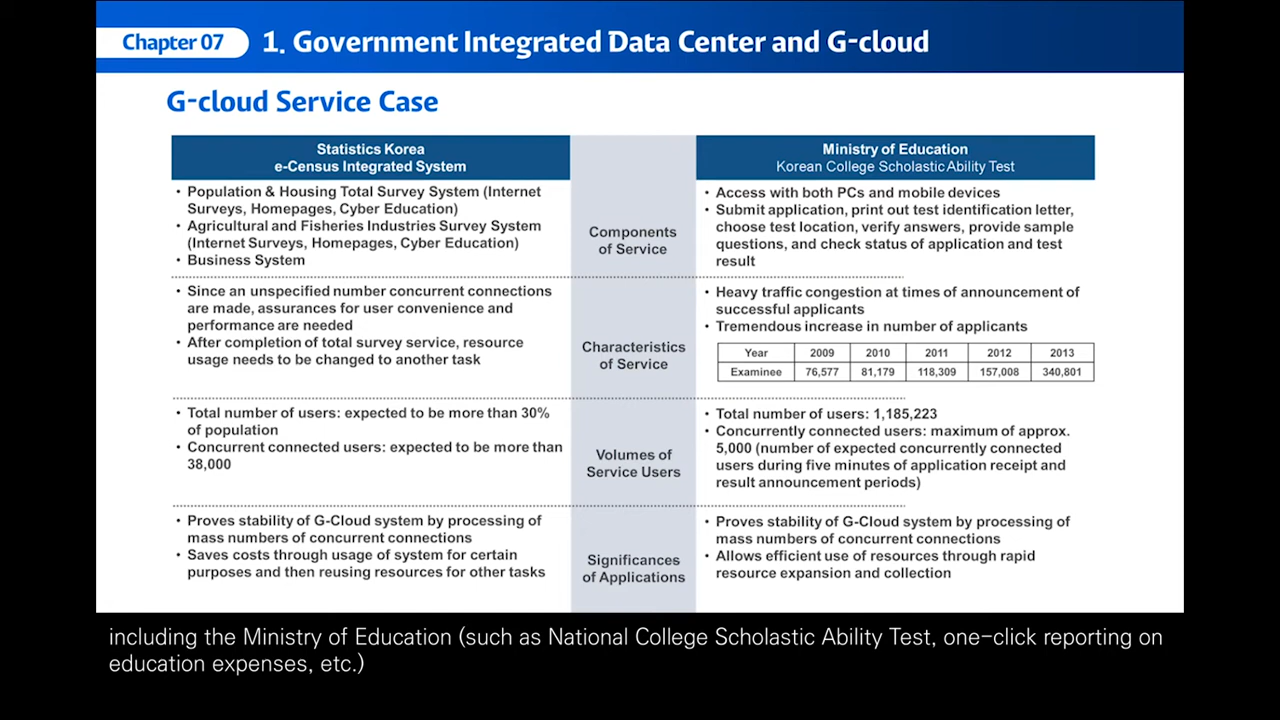 Chapter 07
1. Government Integrated Data Center and G-cloud
G-cloud Service Case
Statistics Korea
e-Census Integrated System
Ministry of Education
Korean College Scholastic Ability Test
• Population & Housing Total Survey System (Internet
Surveys, Homepages, Cyber Education)
• Agricultural and Fisheries Industries Survey System
(Internet Surveys, Homepages, Cyber Education)
• Business System
Components
of Service
• Access with both PCs and mobile devices
• Submit application, print out test identification letter,
choose test location, verify answers, provide sample
questions, and check status of application and test
result
• Since an unspecified number concurrent connections
are made, assurances for user convenience and
performance are needed
• After completion of total survey service, resource
usage needs to be changed to another task
Characteristics
of Service
• Heavy traffic congestion at times of announcement of
successful applicants
• Tremendous increase in number of applicants
Year 2009 2010 2011 2012 2013
Examinee 76,577 81,179 118,309 157,008 340,801
• Total number of users: expected to be more than 30%
of population
• Concurrent connected users: expected to be more than
38,000
Volumes of
Service Users
• Total number of users: 1,185,223
• Concurrently connected users: maximum of approx.
5,000 (number of expected concurrently connected
users during five minutes of application receipt and
result announcement periods)
• Proves stability of G-Cloud system by processing of
mass numbers of concurrent connections
• Saves costs through usage of system for certain
purposes and then reusing resources for other tasks
Significances
of Applications
• Proves stability of G-Cloud system by processing of
mass numbers of concurrent connections
• Allows efficient use of resources through rapid
resource expansion and collection
including the Ministry of Education (such as National College Scholastic Ability Test, one-click reporting on
education expenses, etc.)